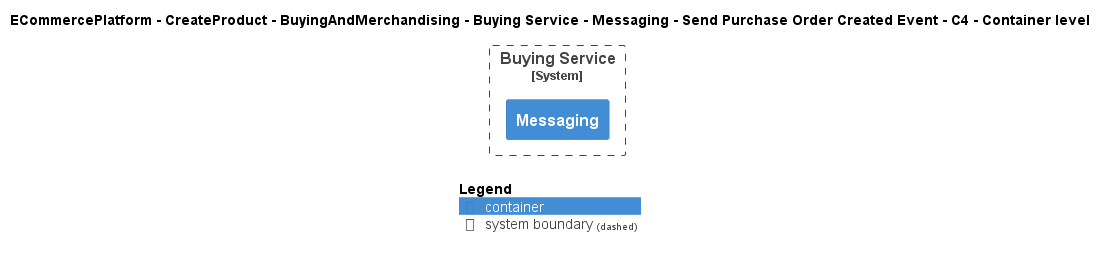 ECommercePlatform - CreateProduct - BuyingAndMerchandising - Buying Service - Messaging - Send Purchase Order Created Event - C4 - Container level
Buying Service
[System]
Messaging
Legend
container
system boundary (dashed)